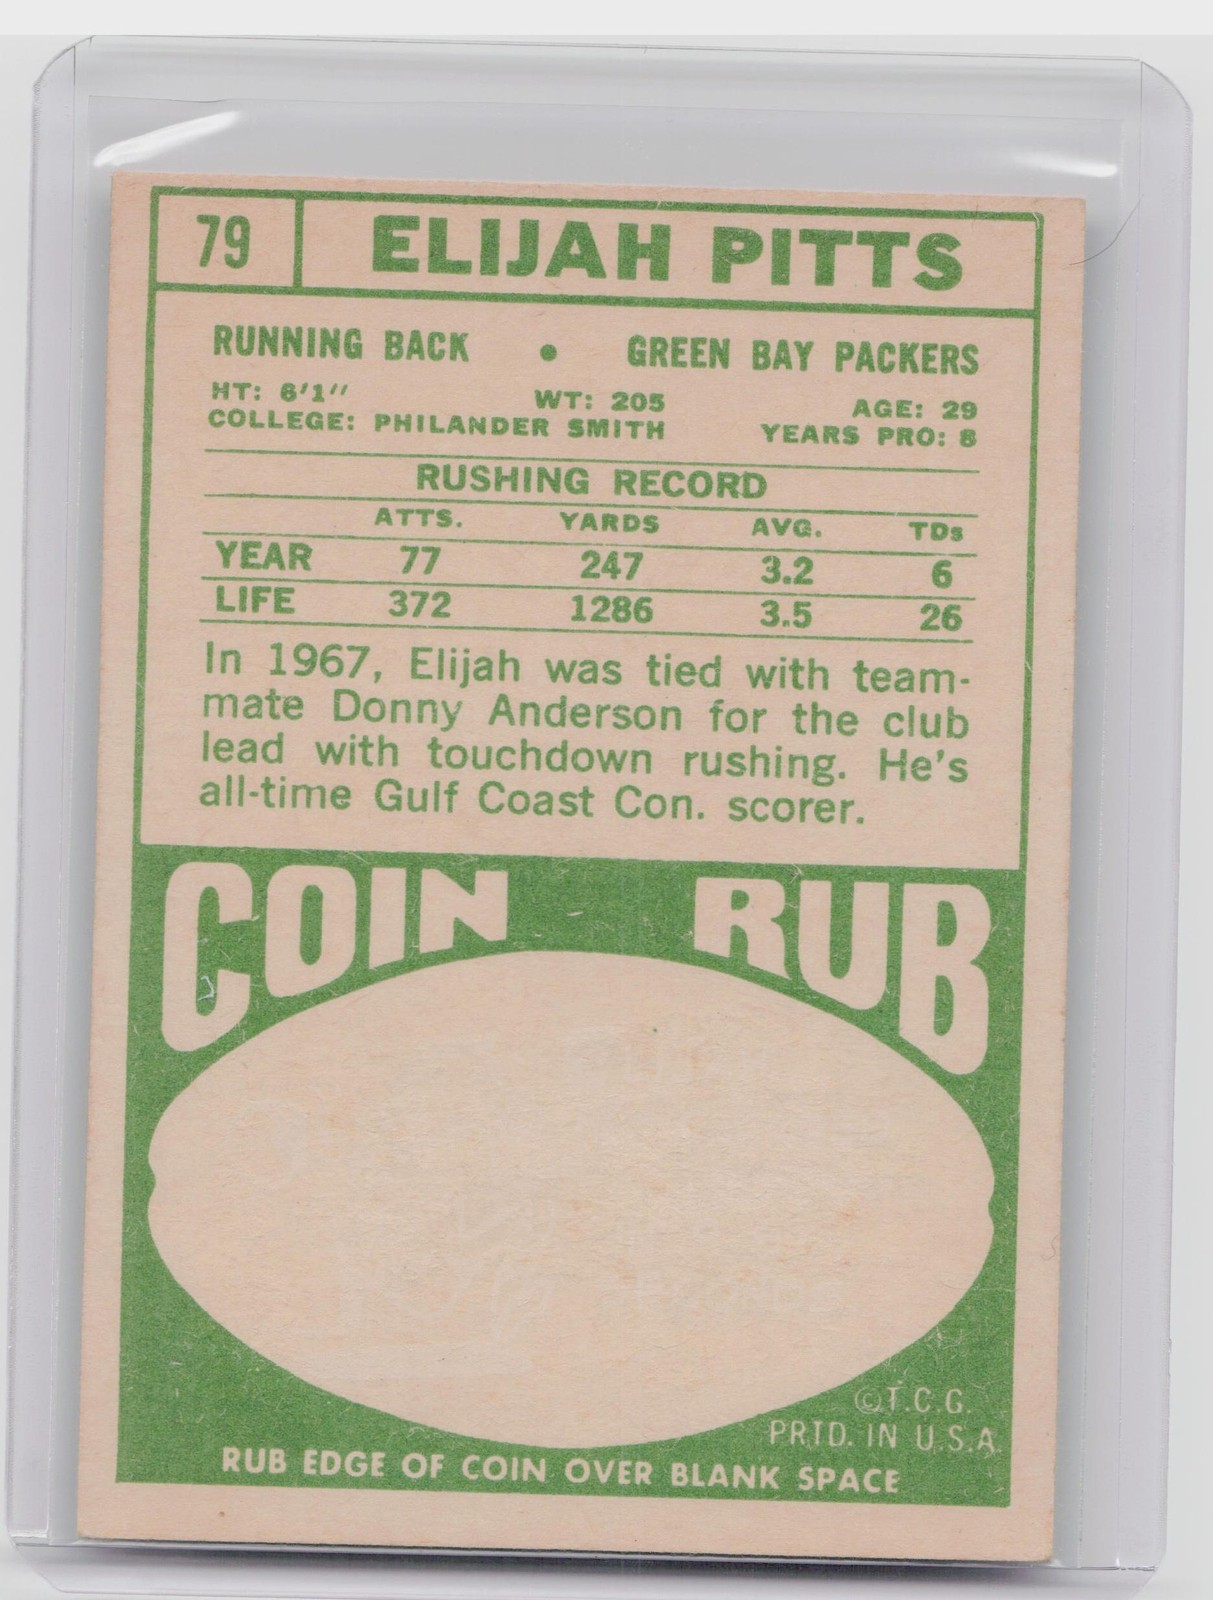 79 ELIJAH PITTS
RUNNING BACK • GREEN BAY PACKERS
HT: 6'1" WT: 205 AGE: 29
COLLEGE: PHILANDER SMITH YEARS PRO: 8
RUSHING RECORD
ATTS. YARDS AVG. TDs
YEAR 77 247 3.2 6
LIFE 372 1286 3.5 26
In 1967, Elijah was tied with team-
mate Donny Anderson for the club
lead with touchdown rushing. He's
all-time Gulf Coast Con. scorer.
COIN RUB
©T.C.G.
PRTD. IN U.S.A.
RUB EDGE OF COIN OVER BLANK SPACE